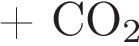 + CO₂